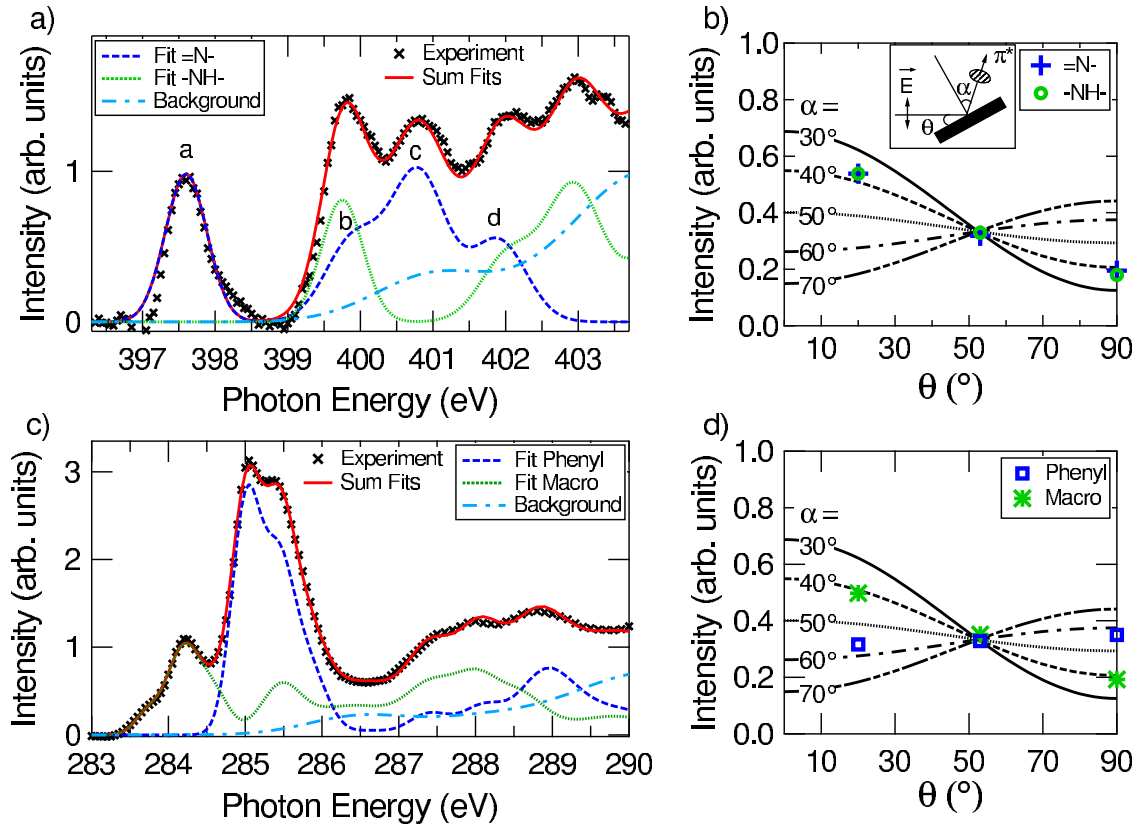 a)
Intensity (arb. units)
1
0
Fit =N-
Fit -NH-
Background
Experiment
Sum Fits
a
b
c
d
397 398 399 400 401 402 403
Photon Energy (eV)
b)
Intensity (arb. units)
1.0
0.8
0.6
0.4
0.2
0.0
α =
30°
40°
50°
60°
70°
E
θ
α
π*
=N-
-NH-
10 30 50 70 90
θ (°)
c)
Intensity (arb. units)
3
2
1
0
Experiment
Sum Fits
Fit Phenyl
Fit Macro
Background
283 284 285 286 287 288 289 290
Photon Energy (eV)
d)
Intensity (arb. units)
1.0
0.8
0.6
0.4
0.2
0.0
α =
30°
40°
50°
60°
70°
Phenyl
Macro
10 30 50 70 90
θ (°)